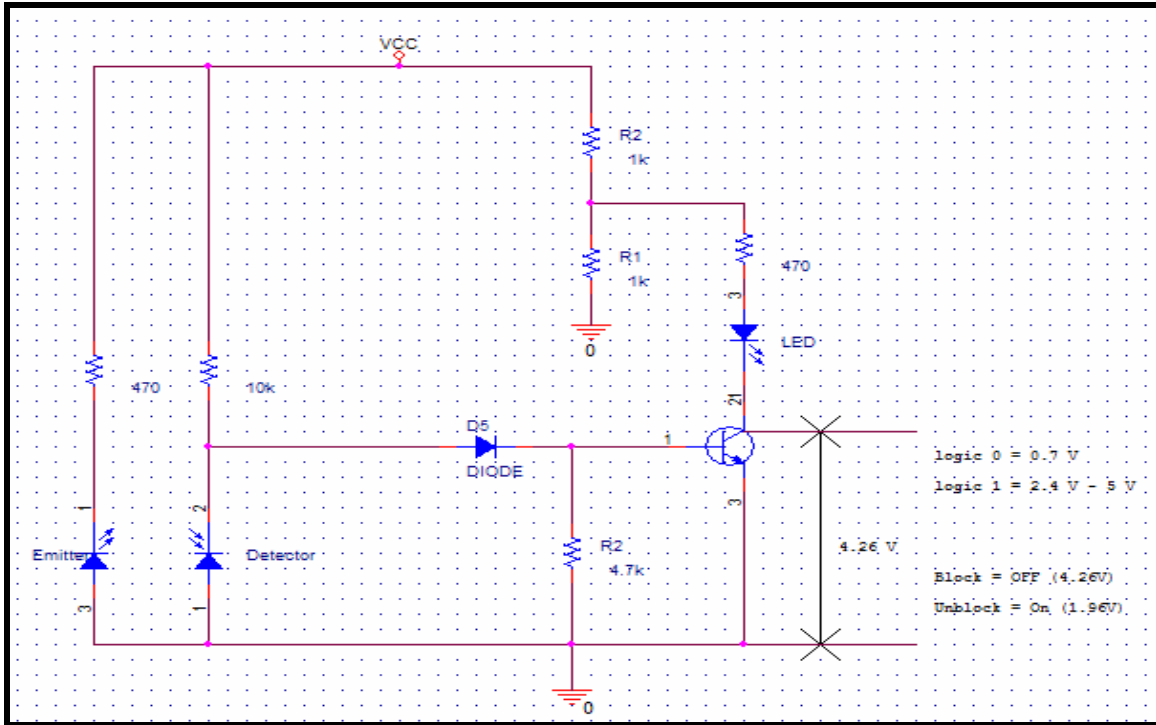 VCC
R2
1k
R1
1k
0
470
3
LED
21
470
10k
D5
DIODE
1
3
1
2
Emitter
Detector
3
1
R2
4.7k
0
logic 0 = 0.7 V
logic 1 = 2.4 V - 5 V
4.26 V
Block = OFF (4.26V)
Unblock = On (1.96V)